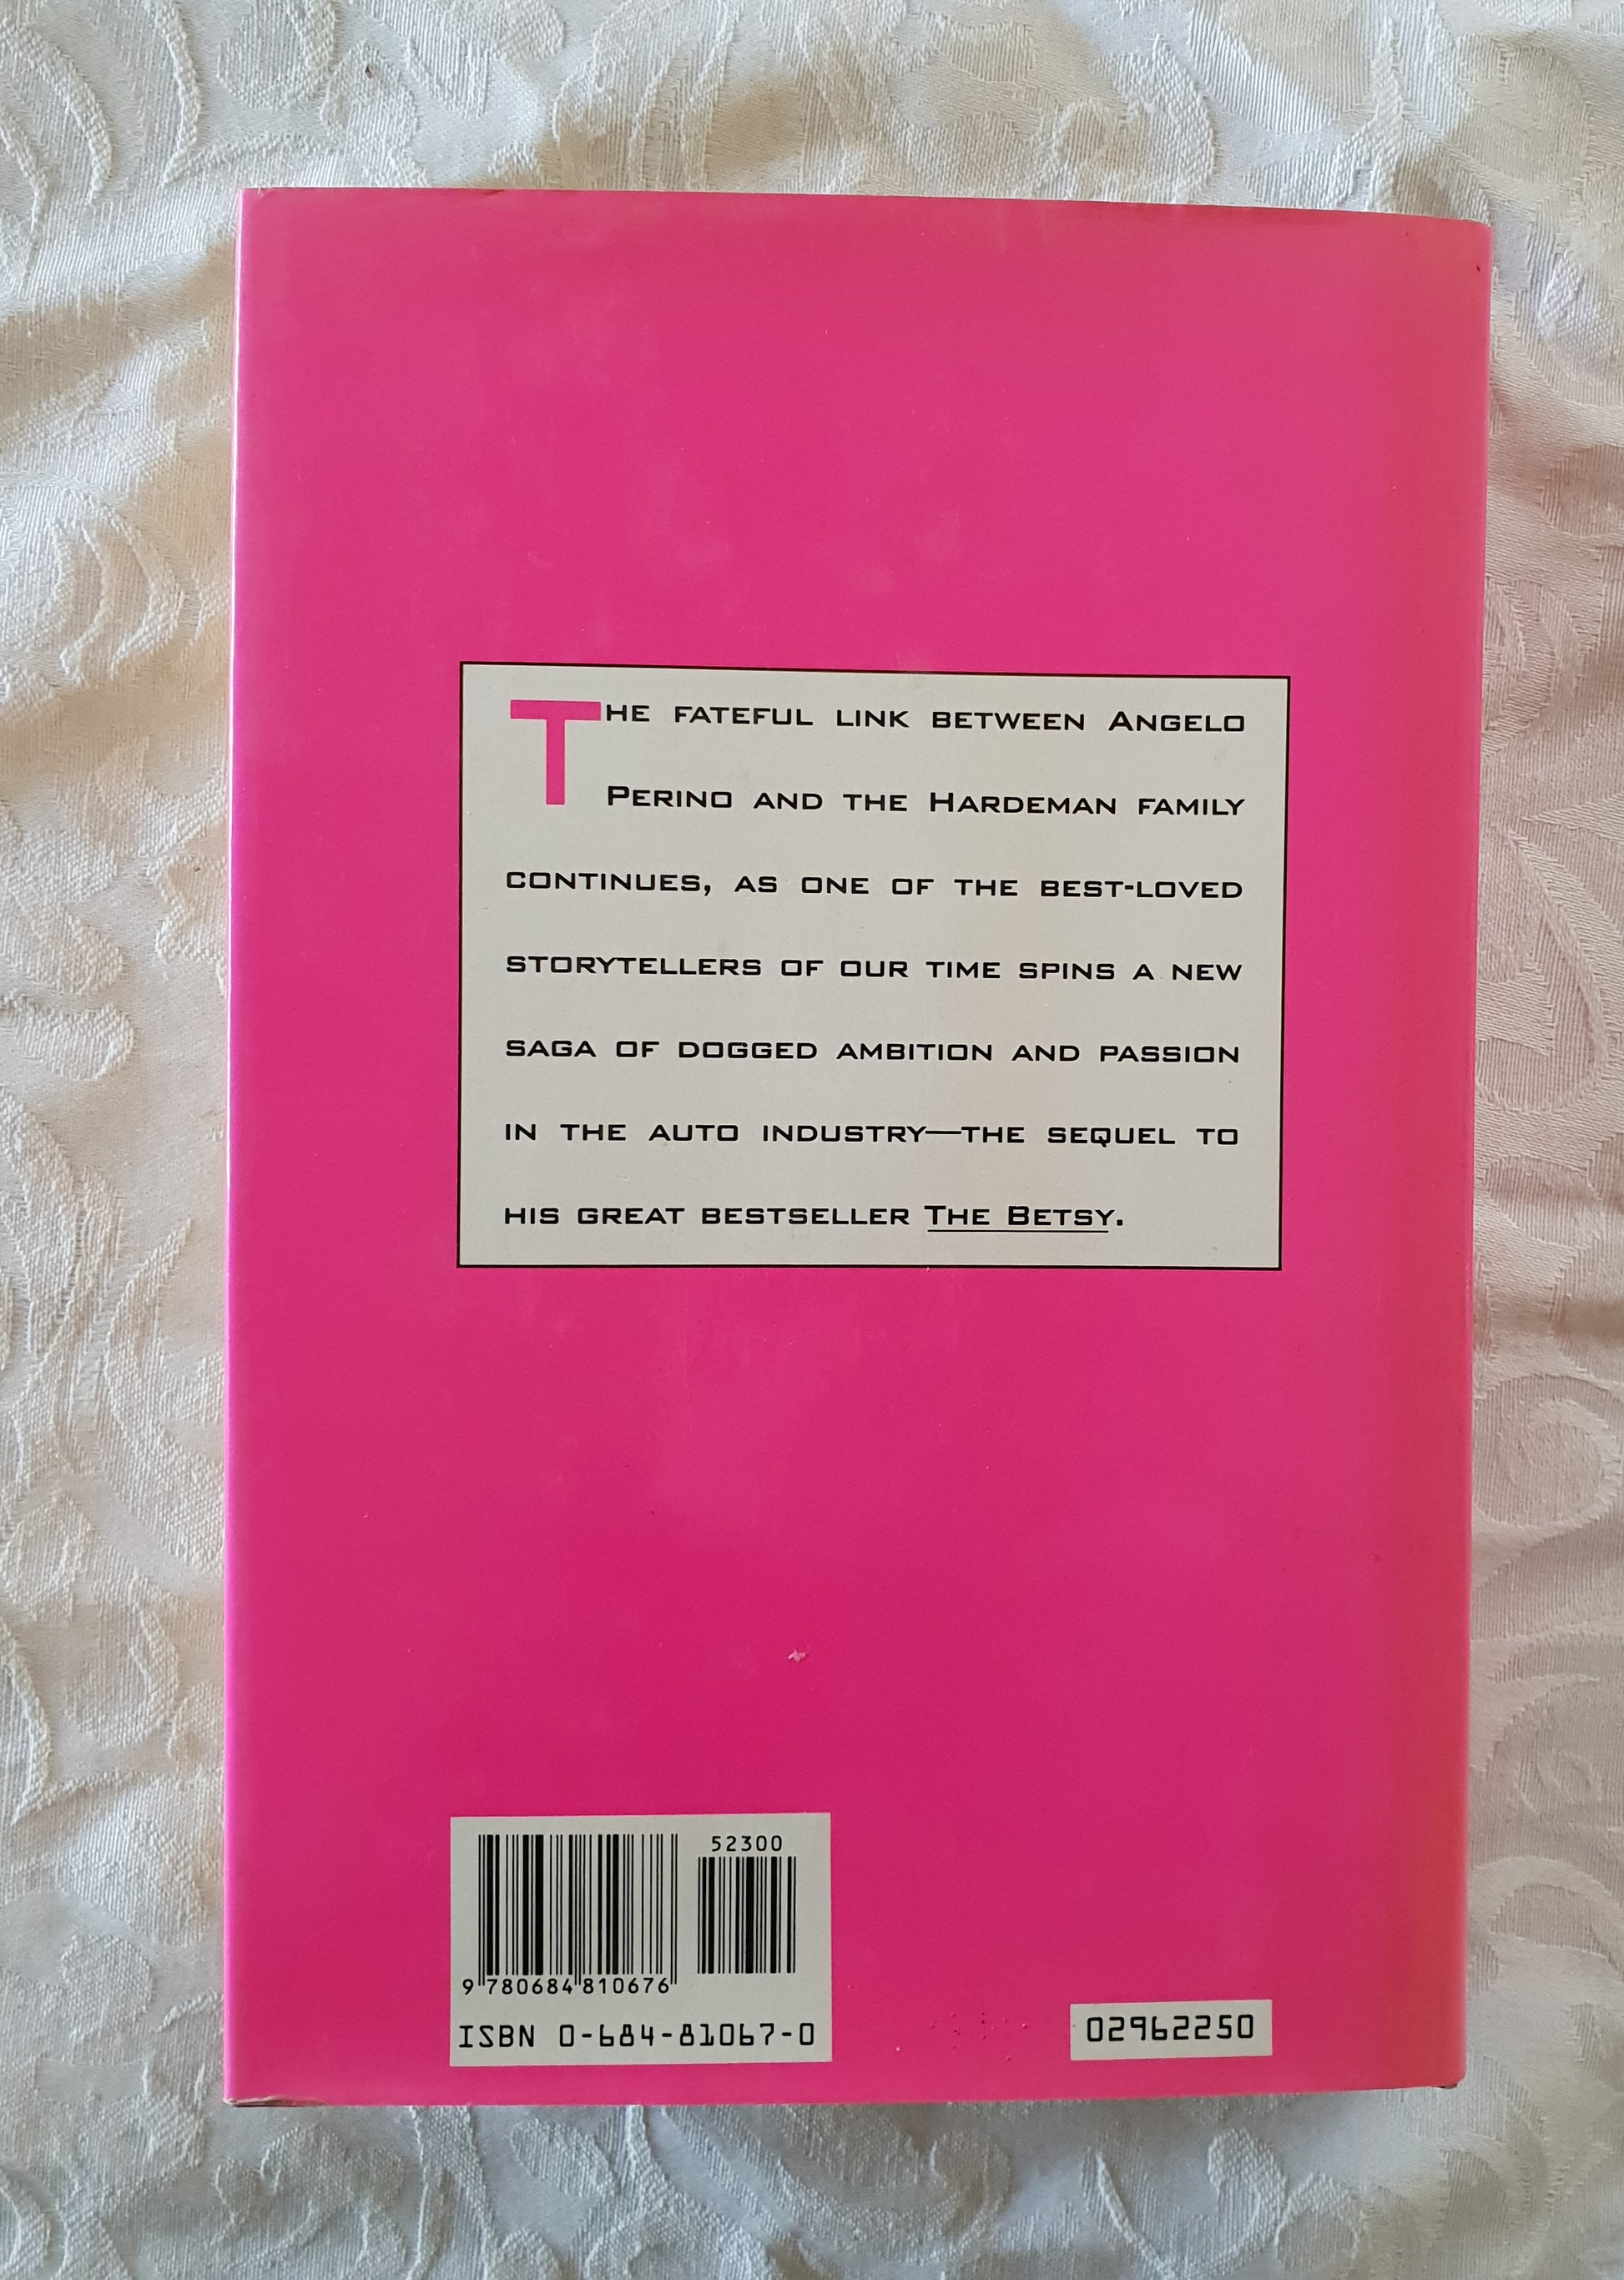 The fateful link between Angelo
Perino and the Hardeman family
continues, as one of the best-loved
storytellers of our time spins a new
saga of dogged ambition and passion
in the auto industry—the sequel to
his great bestseller The Betsy.
52300
9 780684 810676
ISBN 0-684-81067-0
02962250